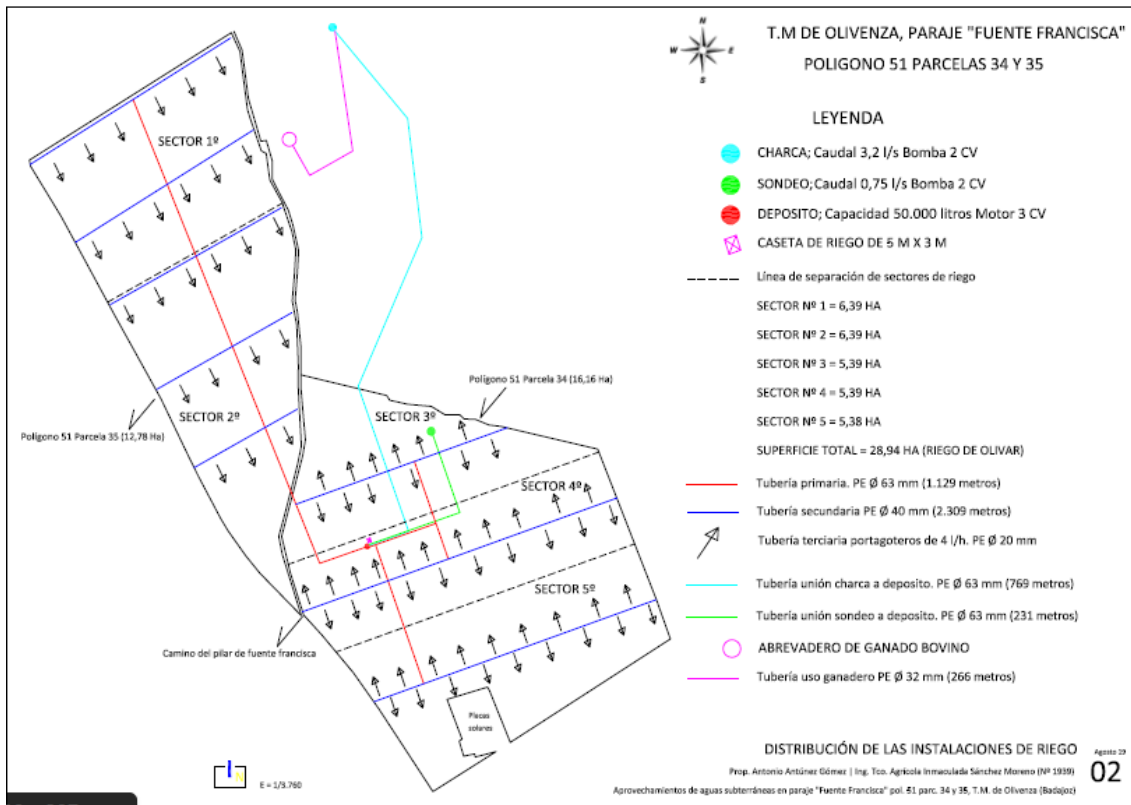 T.M DE OLIVENZA, PARAJE "FUENTE FRANCISCA"
POLIGONO 51 PARCELAS 34 Y 35
N
W
E
S
LEYENDA
CHARCA; Caudal 3,2 l/s Bomba 2 CV
SONDEO; Caudal 0,75 l/s Bomba 2 CV
DEPOSITO; Capacidad 50.000 litros Motor 3 CV
CASETA DE RIEGO DE 5 M X 3 M
Línea de separación de sectores de riego
SECTOR Nº 1 = 6,39 HA
SECTOR Nº 2 = 6,39 HA
SECTOR Nº 3 = 5,39 HA
SECTOR Nº 4 = 5,39 HA
SECTOR Nº 5 = 5,38 HA
SUPERFICIE TOTAL = 28,94 HA (RIEGO DE OLIVAR)
Tubería primaria. PE Ø 63 mm (1.129 metros)
Tubería secundaria PE Ø 40 mm (2.309 metros)
Tubería terciaria portagoteros de 4 l/h. PE Ø 20 mm
Tubería unión charca a deposito. PE Ø 63 mm (769 metros)
Tubería unión sondeo a deposito. PE Ø 63 mm (231 metros)
ABREVADERO DE GANADO BOVINO
Tubería uso ganadero PE Ø 32 mm (266 metros)
SECTOR 1º
SECTOR 2º
SECTOR 3º
SECTOR 4º
SECTOR 5º
Polígono 51 Parcela 34 (16,16 Ha)
Polígono 51 Parcela 35 (12,78 Ha)
Camino del pilar de fuente francisca
Placas
solares
E = 1/3.760
DISTRIBUCIÓN DE LAS INSTALACIONES DE RIEGO
Agosto 19
02
Prop. Antonio Antúnez Gómez | Ing. Tco. Agrícola Inmaculada Sánchez Moreno (Nº 1939)
Aprovechamientos de aguas subterráneas en paraje "Fuente Francisca" pol. 51 parc. 34 y 35, T.M. de Olivenza (Badajoz)